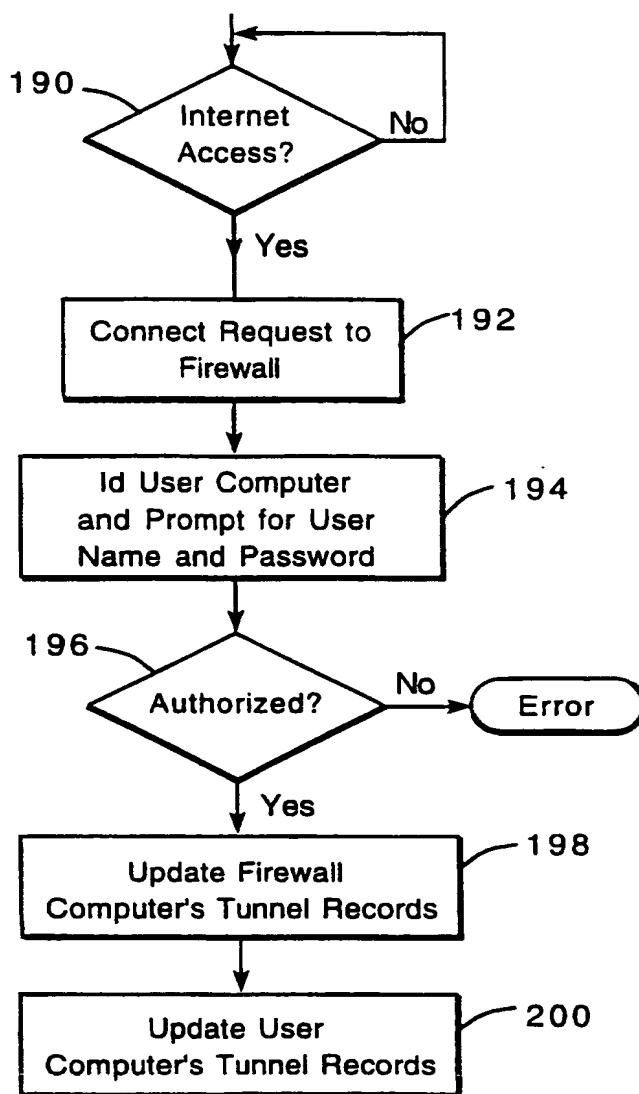 190
Internet
Access?
No
Yes
Connect Request to
Firewall
192
Id User Computer
and Prompt for User
Name and Password
194
196
Authorized?
No
Error
Yes
Update Firewall
Computer's Tunnel Records
198
Update User
Computer's Tunnel Records
200